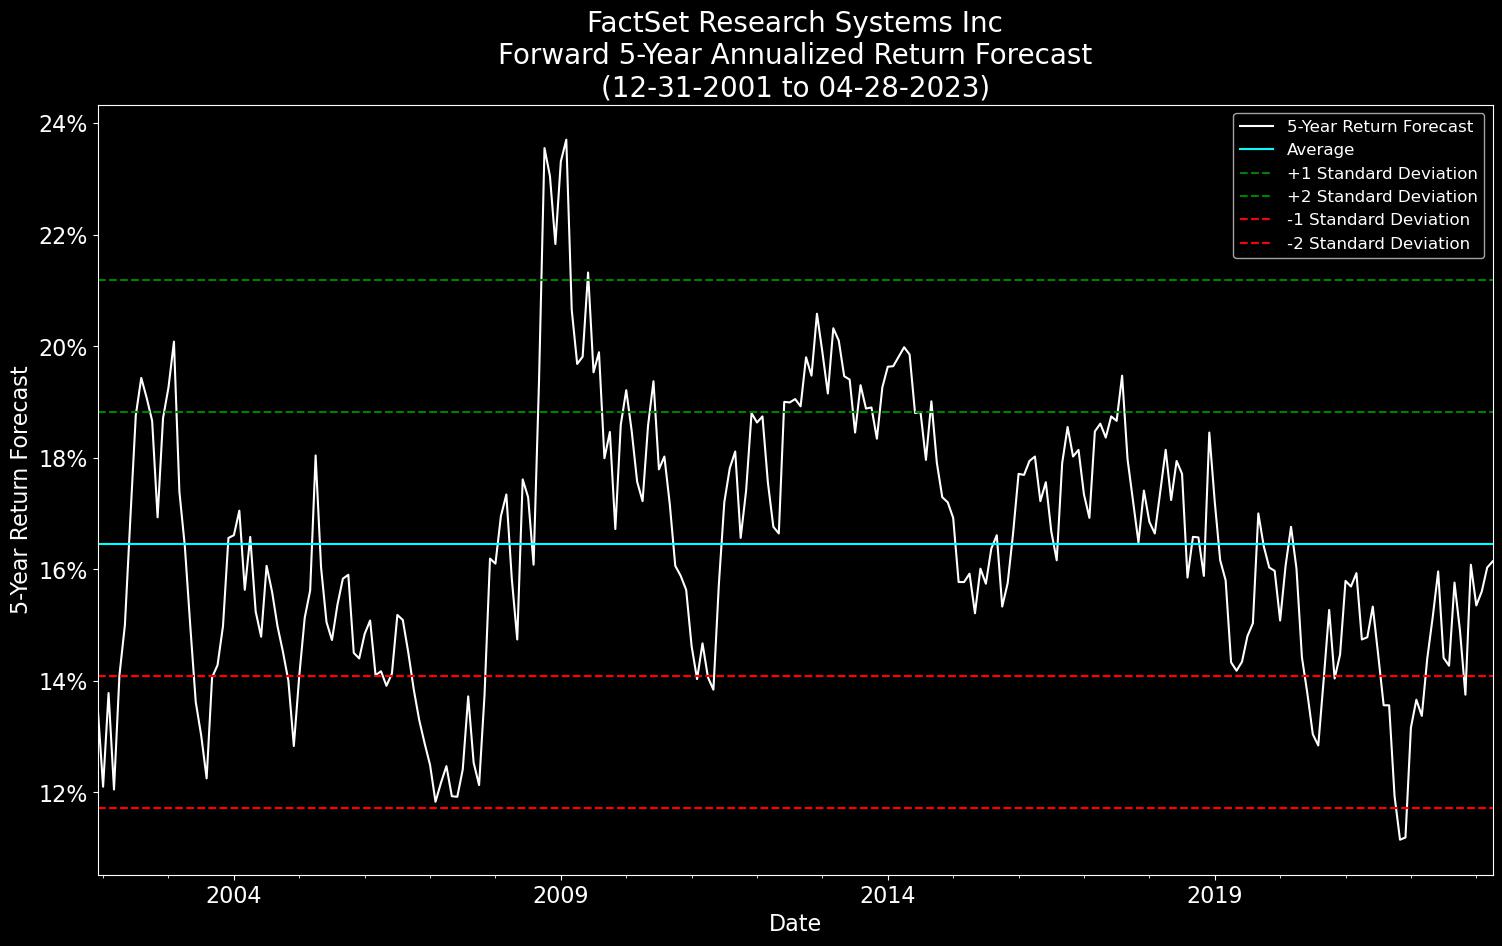 FactSet Research Systems Inc
Forward 5-Year Annualized Return Forecast
(12-31-2001 to 04-28-2023)
24%
22%
20%
18%
16%
14%
12%
5-Year Return Forecast
5-Year Return Forecast
Average
+1 Standard Deviation
+2 Standard Deviation
-1 Standard Deviation
-2 Standard Deviation
2004
2009
2014
2019
Date